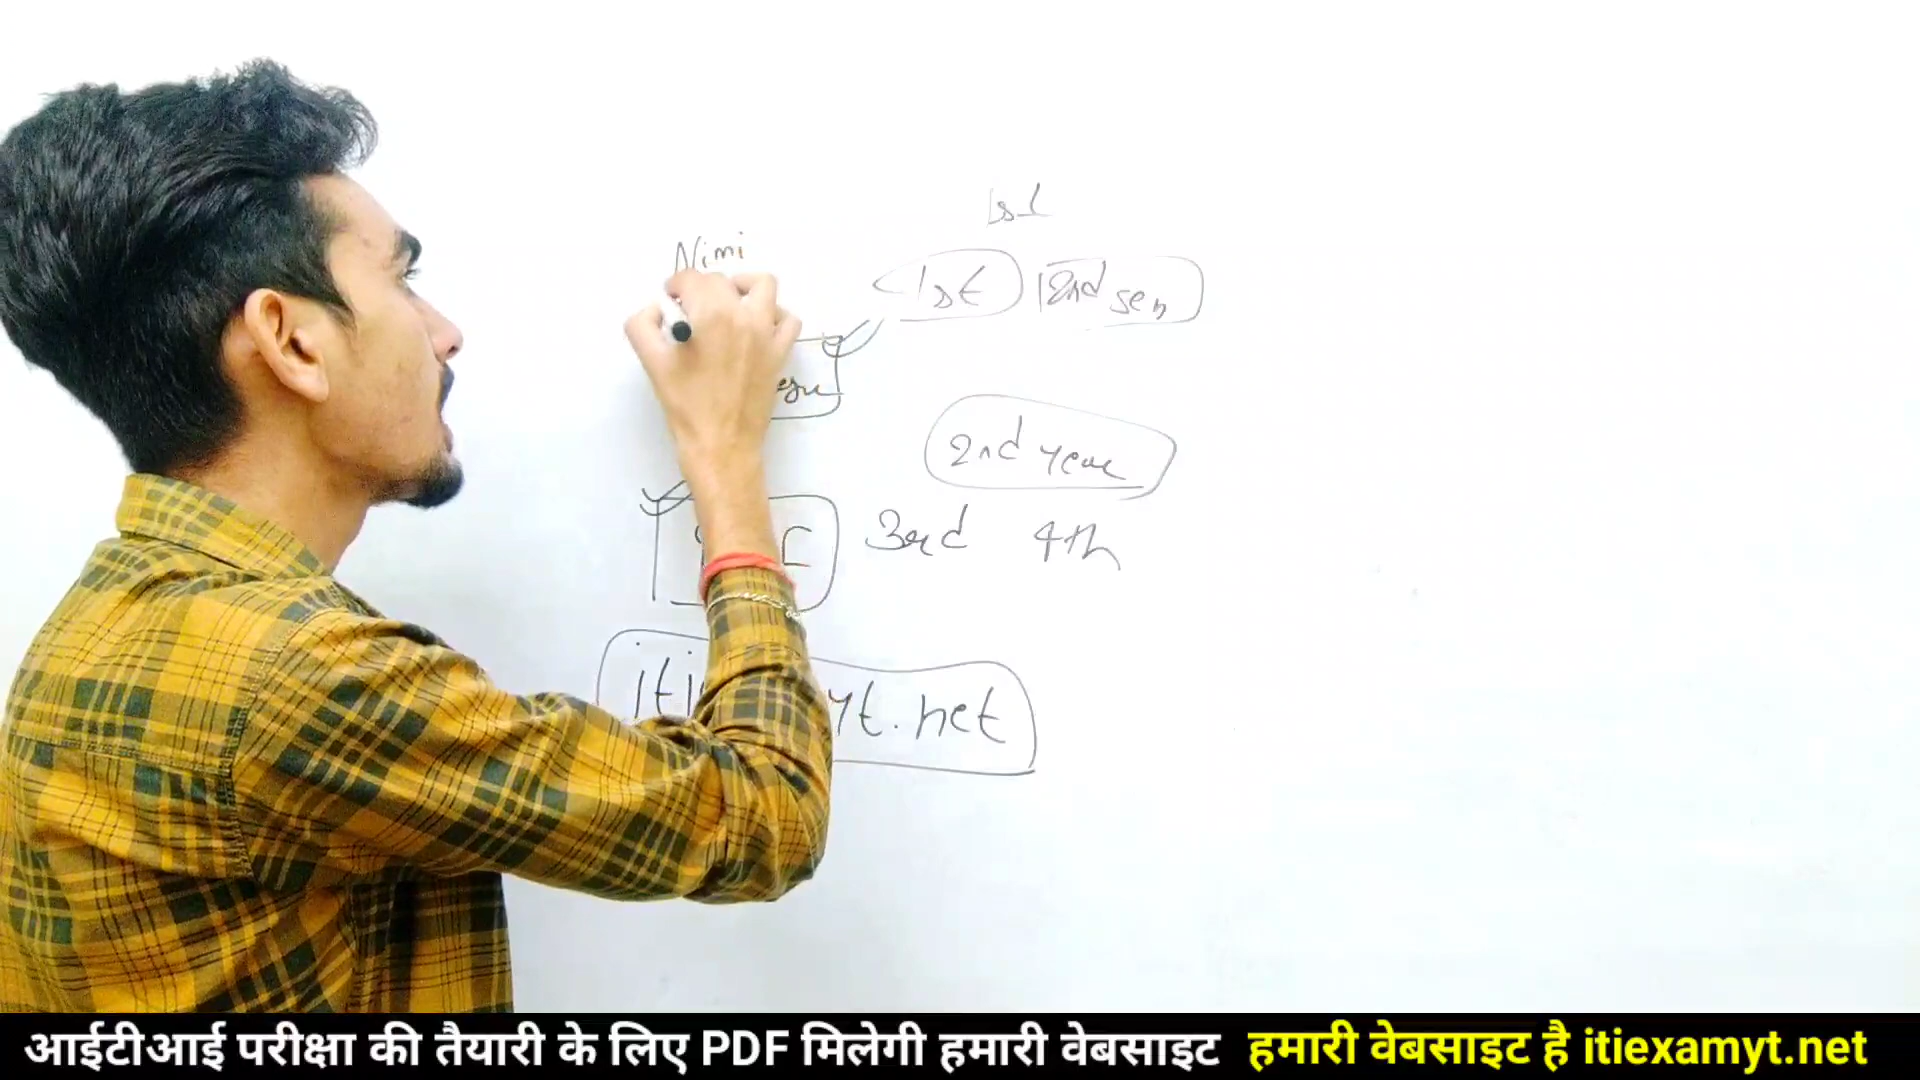 1st
Nimi
1st 2nd sem
2nd year
3rd 4th
.net
आईटीआई परीक्षा की तैयारी के लिए PDF मिलेगी हमारी वेबसाइट हमारी वेबसाइट है itiexamyt.net